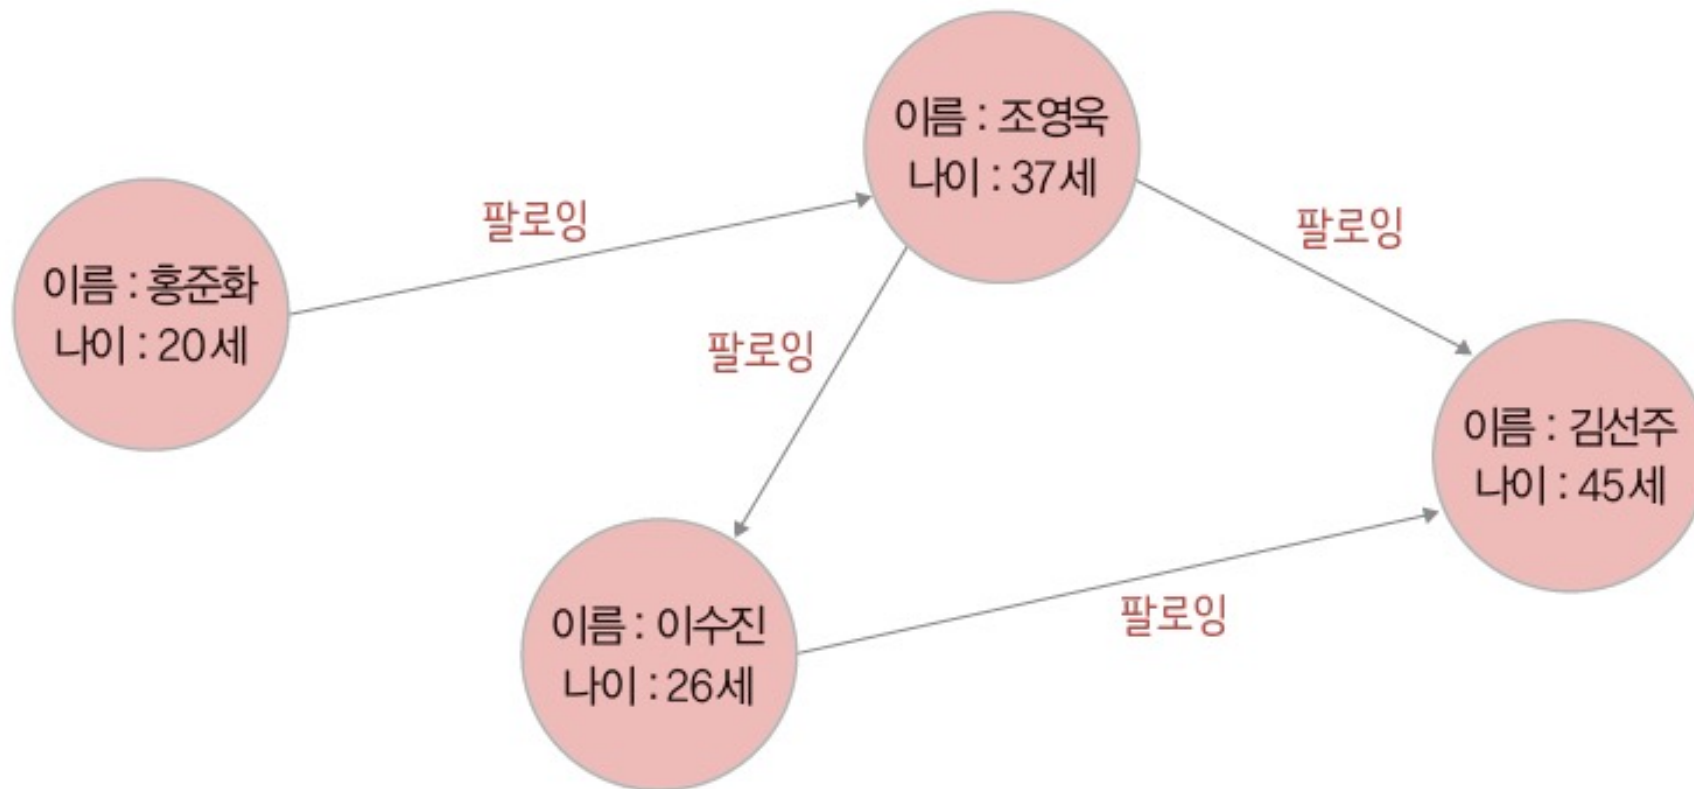 이름 : 조영욱
나이 : 37세
팔로잉
팔로잉
이름 : 홍준화
나이 : 20세
팔로잉
이름 : 김선주
나이 : 45세
이름 : 이수진
나이 : 26세
팔로잉